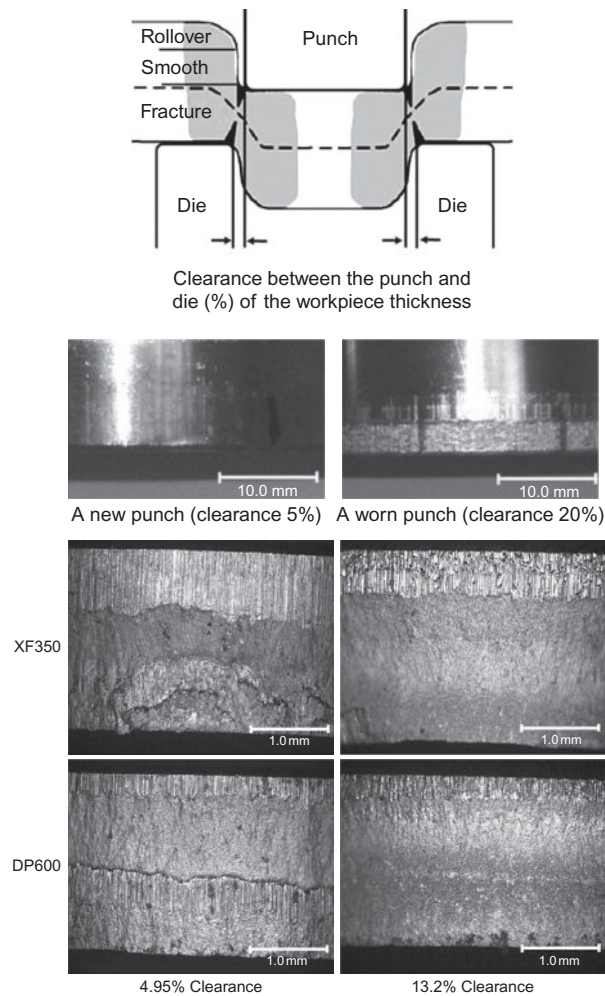 Rollover
Punch
Smooth
Fracture
Die
Die
Clearance between the punch and
die (%) of the workpiece thickness
10.0 mm
10.0 mm
A new punch (clearance 5%)
A worn punch (clearance 20%)
XF350
1.0 mm
1.0 mm
DP600
1.0 mm
1.0 mm
4.95% Clearance
13.2% Clearance